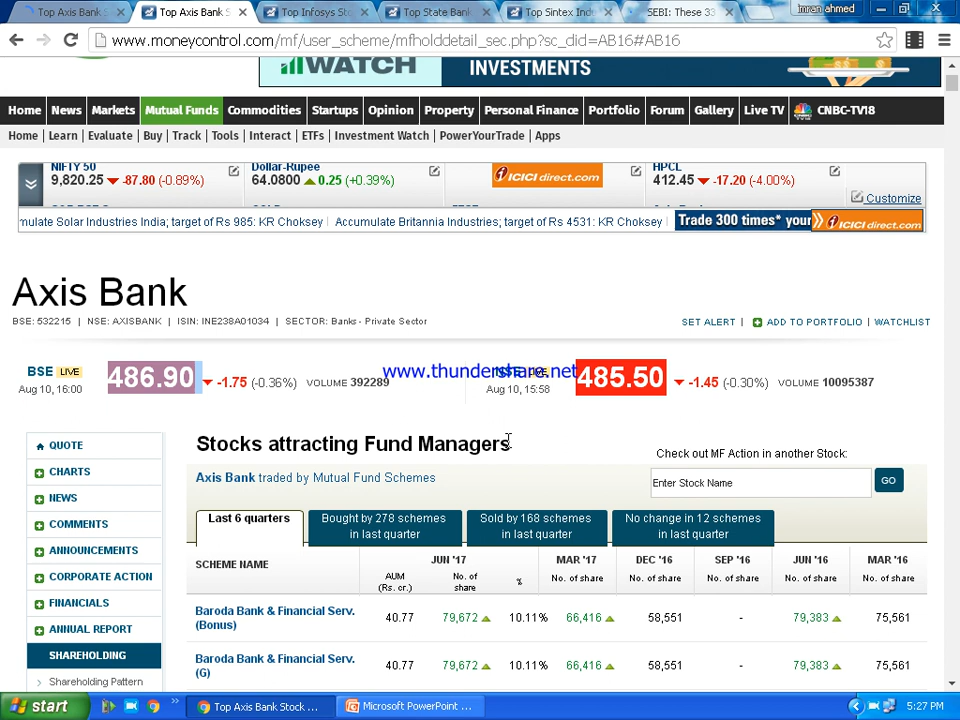 Top Axis Bank S
Top Axis Bank S
Top Infosys Sto
Top State Bank
Top Sintex Indu
SEBI: These 33
imran ahmed
www.moneycontrol.com/mf/user_scheme/mfholddetail_sec.php?sc_did=AB16#AB16
WATCH
INVESTMENTS
Home News Markets Mutual Funds Commodities Startups Opinion Property Personal Finance Portfolio Forum Gallery Live TV CNBC-TV18
Home Learn Evaluate Buy Track Tools Interact ETFs Investment Watch PowerYourTrade Apps
NIFTY 50
9,820.25 -87.80 (-0.89%)
Dollar-Rupee
64.0800 0.25 (+0.39%)
ICICI direct.com
HPCL
412.45 -17.20 (-4.00%)
Customize
mulate Solar Industries India; target of Rs 985: KR Choksey | Accumulate Britannia Industries; target of Rs 4531: KR Choksey |
Trade 300 times* your
ICICI direct.com
Axis Bank
BSE: 532215 | NSE: AXISBANK | ISIN: INE238A01034 | SECTOR: Banks - Private Sector
SET ALERT | ADD TO PORTFOLIO | WATCHLIST
BSE LIVE
Aug 10, 16:00
486.90 -1.75 (-0.36%) VOLUME 392289
www.thundershare.net
Aug 10, 15:58
485.50 -1.45 (-0.30%) VOLUME 10095387
QUOTE
CHARTS
NEWS
COMMENTS
ANNOUNCEMENTS
CORPORATE ACTION
FINANCIALS
ANNUAL REPORT
SHAREHOLDING
Shareholding Pattern
Stocks attracting Fund Managers
Axis Bank traded by Mutual Fund Schemes
Check out MF Action in another Stock:
Enter Stock Name
GO
Last 6 quarters
Bought by 278 schemes
in last quarter
Sold by 168 schemes
in last quarter
No change in 12 schemes
in last quarter
SCHEME NAME JUN '17 MAR '17 DEC '16 SEP '16 JUN '16 MAR '16
AUM (Rs. cr.) No. of share % No. of share No. of share No. of share No. of share No. of share
Baroda Bank & Financial Serv.
(Bonus)
40.77 79,672 10.11% 66,416 58,551 - 79,383 75,561
Baroda Bank & Financial Serv.
(G)
40.77 79,672 10.11% 66,416 58,551 - 79,383 75,561
start
Top Axis Bank Stock ...
Microsoft PowerPoint ...
5:27 PM